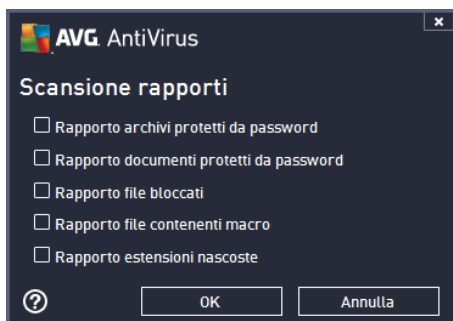 AVG AntiVirus
Scansione rapporti
Rapporto archivi protetti da password
Rapporto documenti protetti da password
Rapporto file bloccati
Rapporto file contenenti macro
Rapporto estensioni nascoste
? OK Annulla